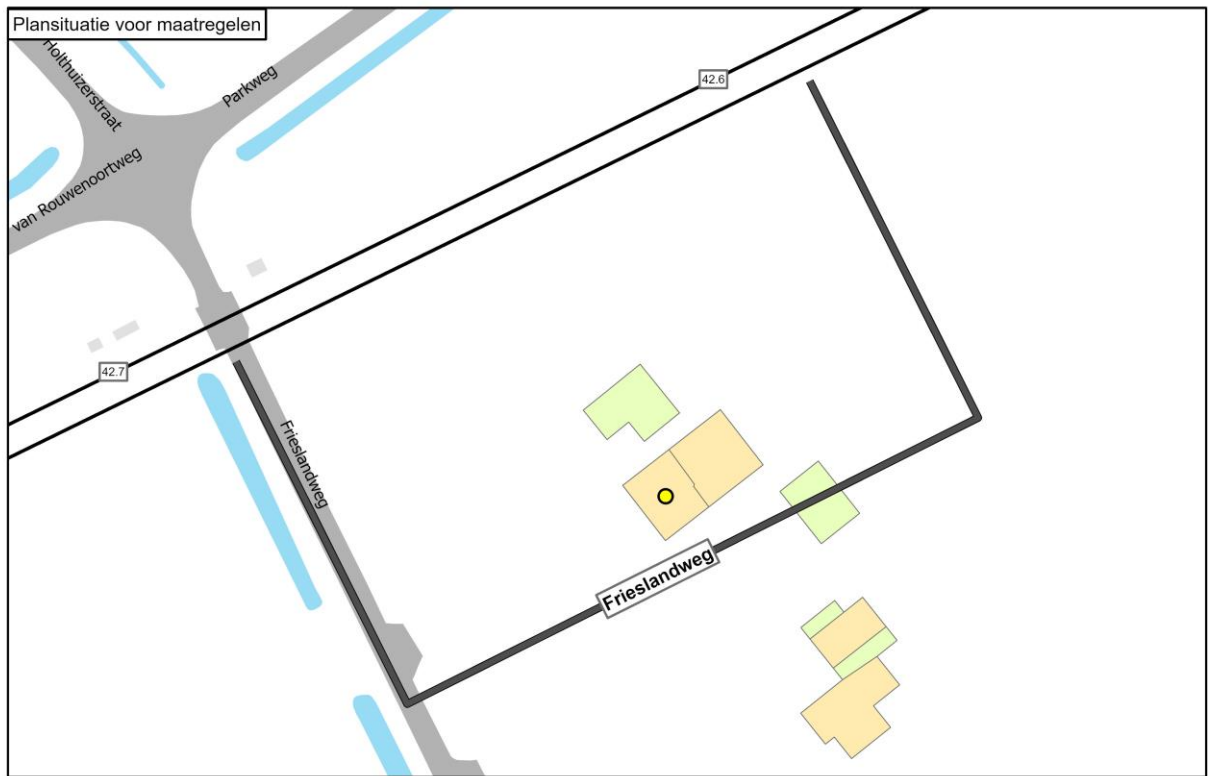 Plansituatie voor maatregelen
Holthuizerstraat
Parkweg
van Rouwenoortweg
42.6
42.7
Frieslandweg
Frieslandweg